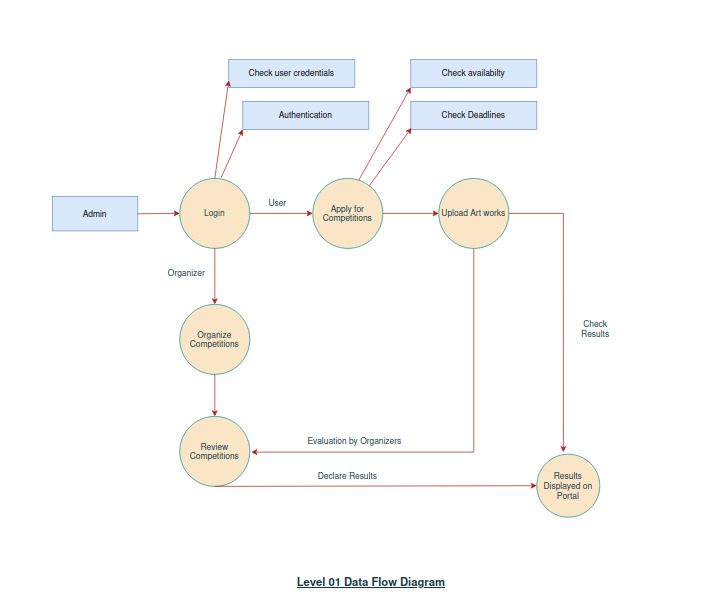 Check user credentials
Check availabilty
Authentication
Check Deadlines
Admin
Login
User
Apply for
Competitions
Upload Art works
Organizer
Check
Results
Organize
Competitions
Evaluation by Organizers
Review
Competitions
Declare Results
Results
Displayed on
Portal
Level 01 Data Flow Diagram